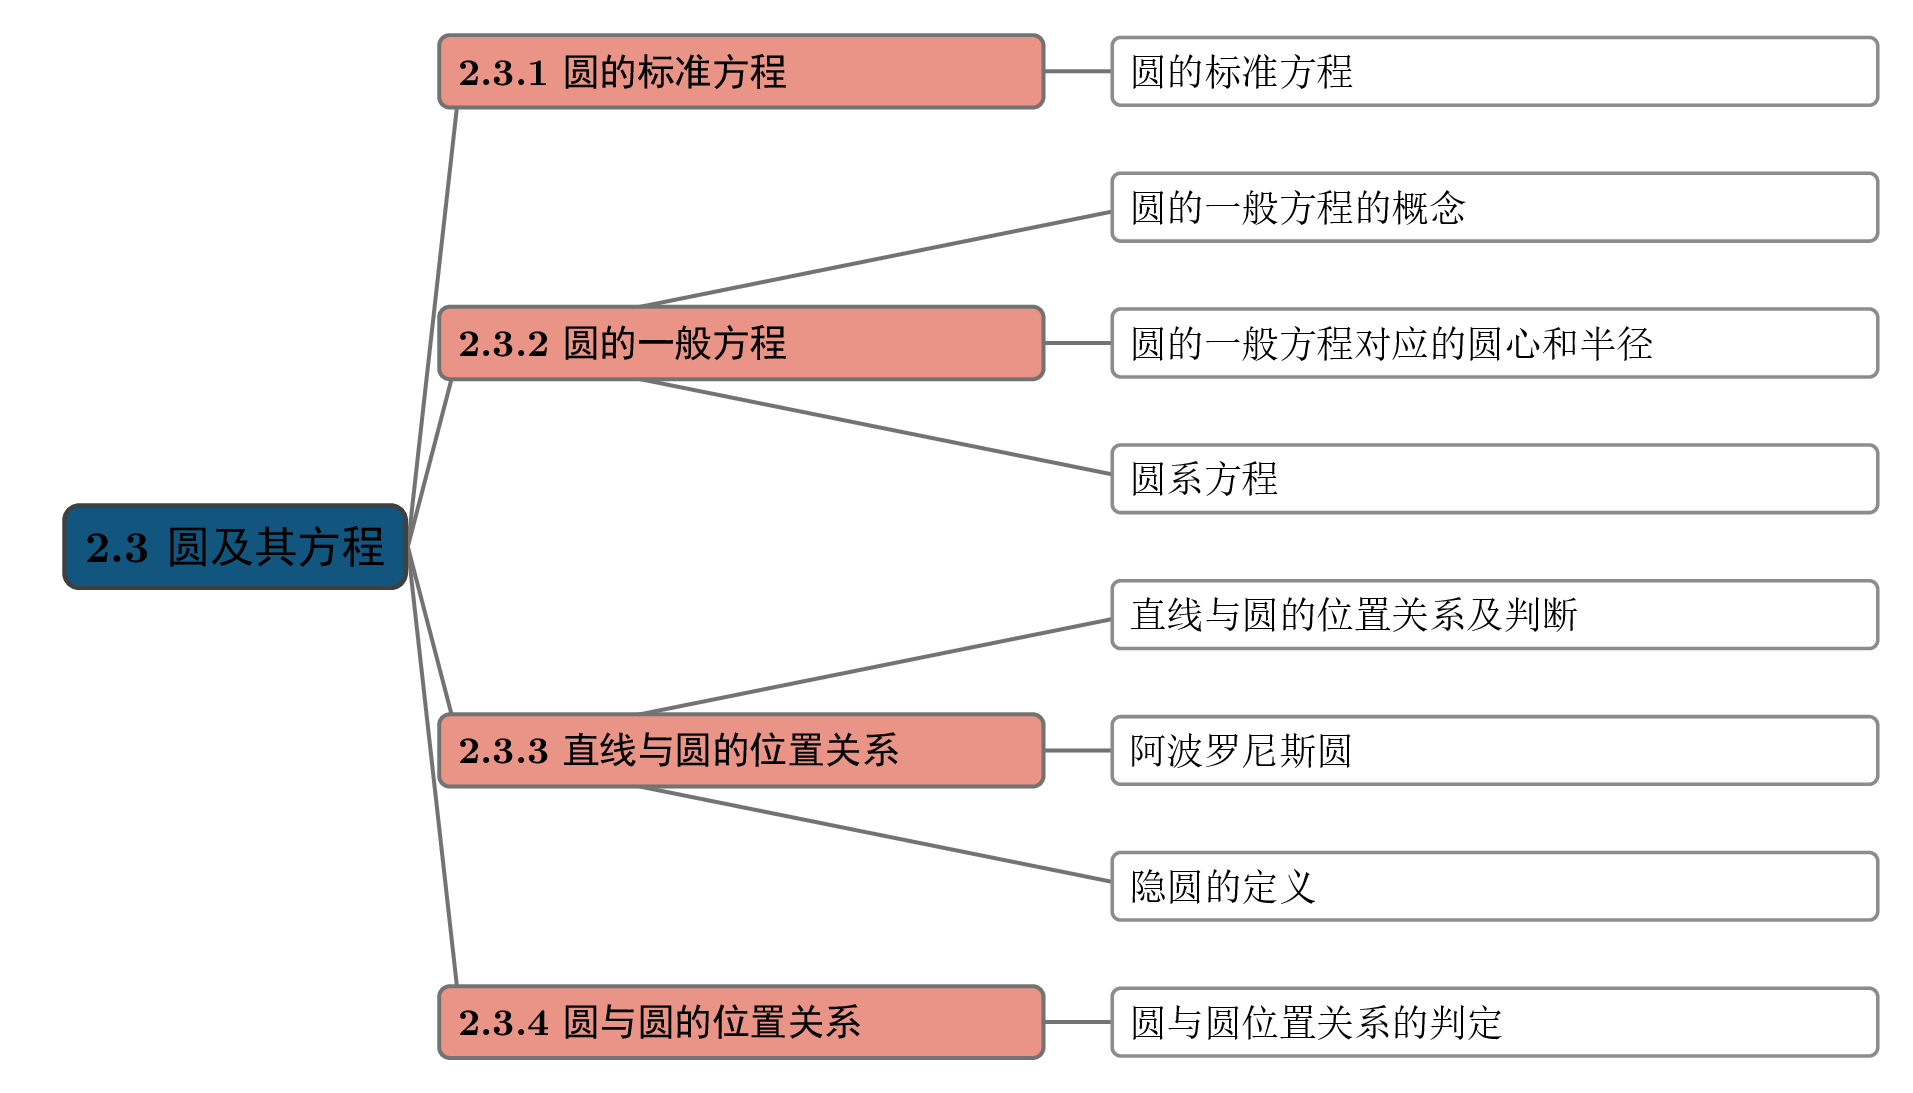 2.3 圆及其方程
2.3.1 圆的标准方程
圆的标准方程
2.3.2 圆的一般方程
圆的一般方程的概念
圆的一般方程对应的圆心和半径
圆系方程
2.3.3 直线与圆的位置关系
直线与圆的位置关系及判断
阿波罗尼斯圆
隐圆的定义
2.3.4 圆与圆的位置关系
圆与圆位置关系的判定